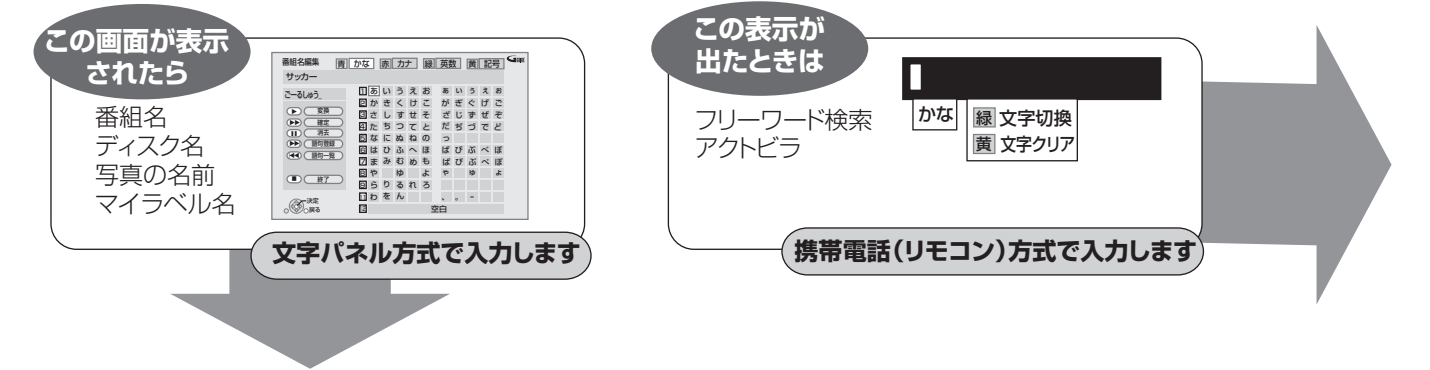 この画面が表示
されたら
番組名
ディスク名
写真の名前
マイラベル名
番組名編集 青 かな 赤 カナ 緑 英数 黄 記号
サッカー
ごーるしゅう_
変換
確定
消去
語句登録
語句一覧
終了
決定
戻る
1 あ い う え お ぁ ぃ ぅ ぇ ぉ
2 か き く け こ が ぎ ぐ げ ご
3 さ し す せ そ ざ じ ず ぜ ぞ
4 た ち つ て と だ ぢ づ で ど
5 な に ぬ ね の っ
6 は ひ ふ へ ほ ば び ぶ べ ぼ
7 ま み む め も ぱ ぴ ぷ ぺ ぽ
8 や ゆ よ ゃ ゅ ょ
9 ら り る れ ろ
わ を ん 、 。 ー
空白
文字パネル方式で入力します
この表示が
出たときは
フリーワード検索
アクトビラ
かな
緑 文字切換
黄 文字クリア
携帯電話(リモコン)方式で入力します